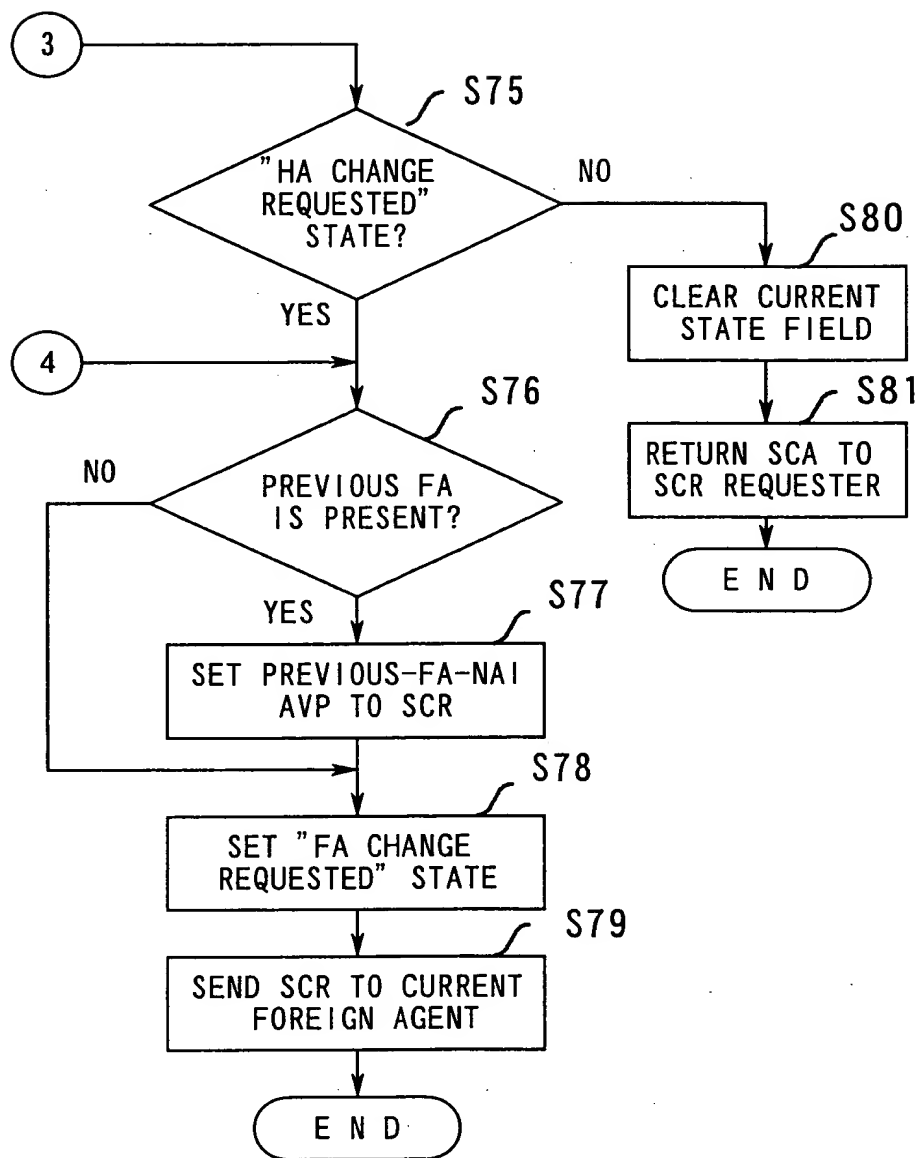 3
S75
"HA CHANGE
REQUESTED"
STATE?
NO
YES
S80
CLEAR CURRENT
STATE FIELD
4
S76
S81
RETURN SCA TO
SCR REQUESTER
NO
PREVIOUS FA
IS PRESENT?
END
YES
S77
SET PREVIOUS-FA-NAI
AVP TO SCR
S78
SET "FA CHANGE
REQUESTED" STATE
S79
SEND SCR TO CURRENT
FOREIGN AGENT
END